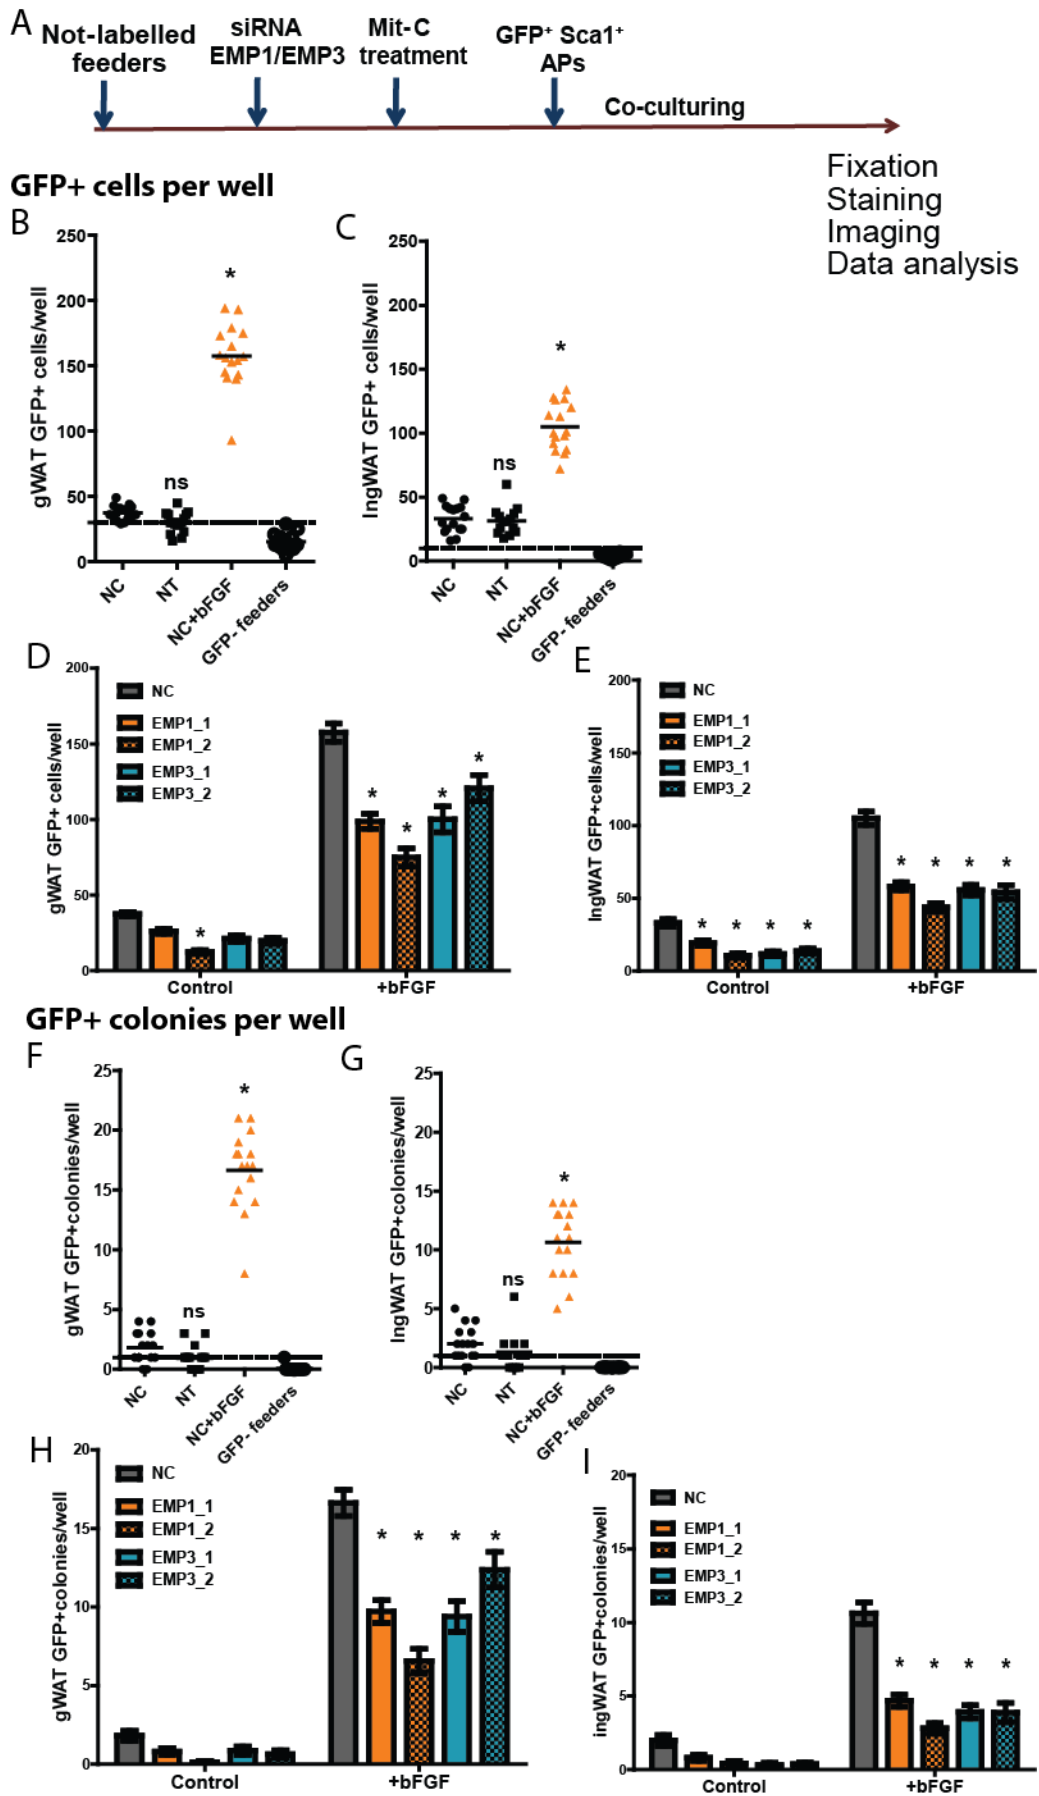 A
Not-labelled
feeders
siRNA
EMP1/EMP3
Mit-C
treatment
GFP⁺ Sca1⁺
APs
Co-culturing
Fixation
Staining
Imaging
Data analysis
GFP+ cells per well
B
gWAT GFP+ cells/well
250
200
150
100
50
0
*
ns
NC
NT
NC+bFGF
GFP- feeders
C
IngWAT GFP+ cells/well
250
200
150
100
50
0
*
ns
NC
NT
NC+bFGF
GFP- feeders
D
gWAT GFP+ cells/well
200
150
100
50
0
NC
EMP1_1
EMP1_2
EMP3_1
EMP3_2
*
* * * *
Control
+bFGF
E
IngWAT GFP+cells/well
200
150
100
50
0
NC
EMP1_1
EMP1_2
EMP3_1
EMP3_2
* * * *
* * * *
Control
+bFGF
GFP+ colonies per well
F
gWAT GFP+colonies/well
25
20
15
10
5
0
*
ns
NC
NT
NC+bFGF
GFP- feeders
G
IngWAT GFP+colonies/well
25
20
15
10
5
0
*
ns
NC
NT
NC+bFGF
GFP- feeders
H
gWAT GFP+colonies/well
20
15
10
5
0
NC
EMP1_1
EMP1_2
EMP3_1
EMP3_2
* * * *
Control
+bFGF
I
ingWAT GFP+colonies/well
20
15
10
5
0
NC
EMP1_1
EMP1_2
EMP3_1
EMP3_2
* * * *
Control
+bFGF